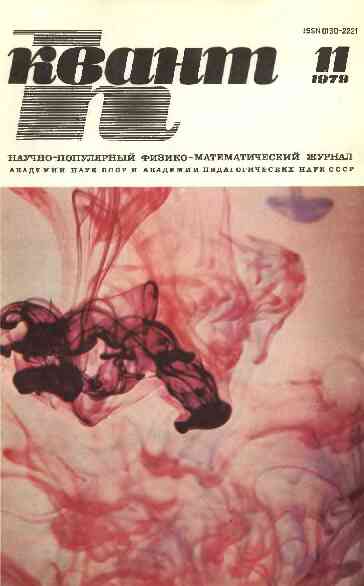 ISSN 0130-2221
квант 11
1979
НАУЧНО-ПОПУЛЯРНЫЙ ФИЗИКО-МАТЕМАТИЧЕСКИЙ ЖУРНАЛ
АКАДЕМИИ НАУК СССР И АКАДЕМИИ ПЕДАГОГИЧЕСКИХ НАУК СССР